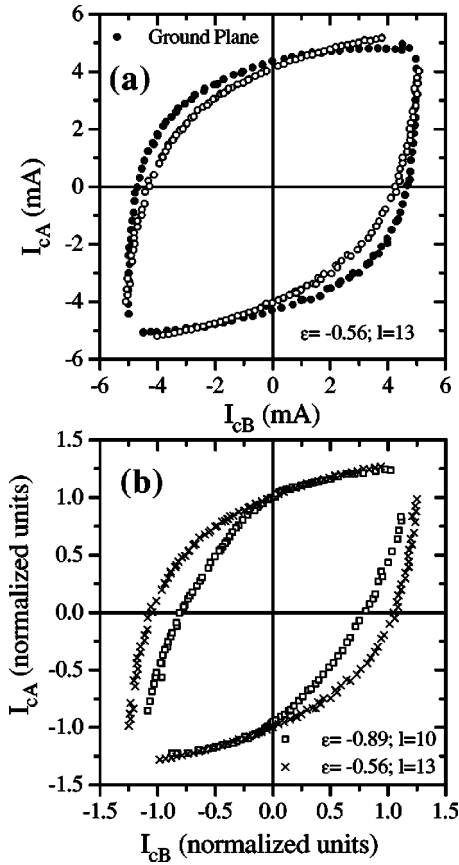 ● Ground Plane
(a)
6
4
2
0
-2
-4
-6
I_cA (mA)
ε= -0.56; l=13
-6 -4 -2 0 2 4 6
I_cB (mA)
(b)
1.5
1.0
0.5
0.0
-0.5
-1.0
-1.5
I_cA (normalized units)
□ ε= -0.89; l=10
× ε= -0.56; l=13
-1.5 -1.0 -0.5 0.0 0.5 1.0 1.5
I_cB (normalized units)